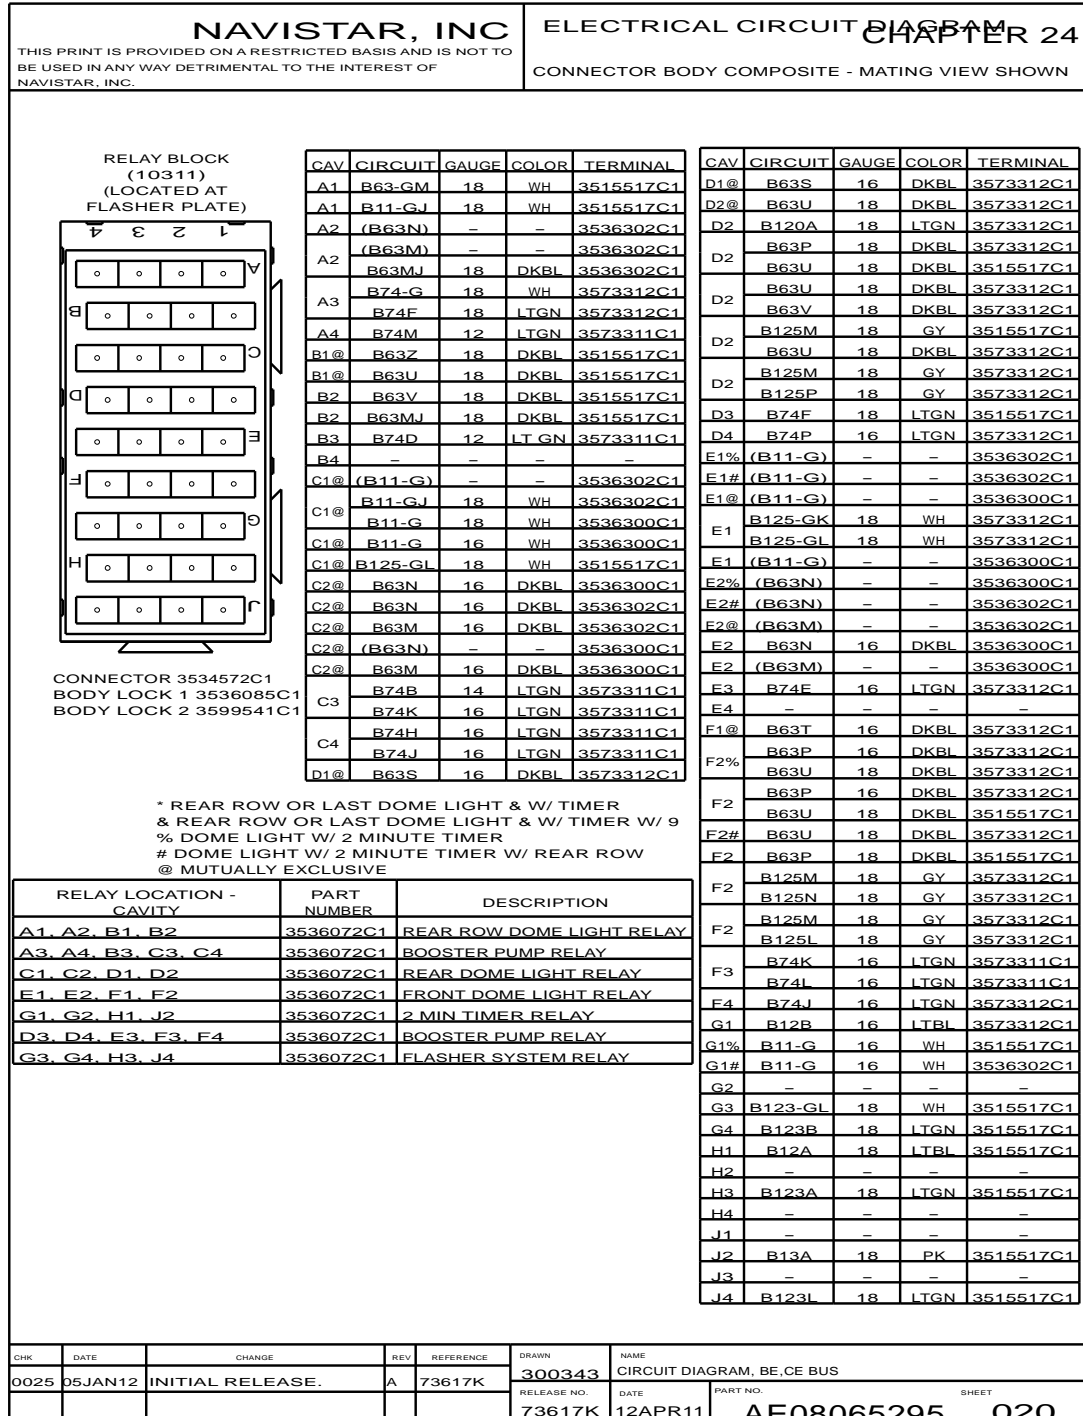 NAVISTAR, INC
THIS PRINT IS PROVIDED ON A RESTRICTED BASIS AND IS NOT TO
BE USED IN ANY WAY DETRIMENTAL TO THE INTEREST OF
NAVISTAR, INC.
ELECTRICAL CIRCUIT DIAGRAM
CHAPTER 24
CONNECTOR BODY COMPOSITE - MATING VIEW SHOWN
RELAY BLOCK
(10311)
(LOCATED AT
FLASHER PLATE)
4 3 2 1
A
B
C
D
E
F
G
H
J
CONNECTOR 3534572C1
BODY LOCK 1 3536085C1
BODY LOCK 2 3599541C1
CAV CIRCUIT GAUGE COLOR TERMINAL
A1 B63-GM 18 WH 3515517C1
A1 B11-GJ 18 WH 3515517C1
A2 (B63N) – – 3536302C1
A2 (B63M) – – 3536302C1
B63MJ 18 DKBL 3536302C1
A3 B74-G 18 WH 3573312C1
B74F 18 LTGN 3573312C1
A4 B74M 12 LTGN 3573311C1
B1@ B63Z 18 DKBL 3515517C1
B1@ B63U 18 DKBL 3515517C1
B2 B63V 18 DKBL 3515517C1
B2 B63MJ 18 DKBL 3515517C1
B3 B74D 12 LT GN 3573311C1
B4 – – – –
C1@ (B11-G) – – 3536302C1
C1@ B11-GJ 18 WH 3536302C1
B11-G 18 WH 3536300C1
C1@ B11-G 16 WH 3536300C1
C1@ B125-GL 18 WH 3515517C1
C2@ B63N 16 DKBL 3536300C1
C2@ B63N 16 DKBL 3536302C1
C2@ B63M 16 DKBL 3536302C1
C2@ (B63N) – – 3536300C1
C2@ B63M 16 DKBL 3536300C1
C3 B74B 14 LTGN 3573311C1
B74K 16 LTGN 3573311C1
C4 B74H 16 LTGN 3573311C1
B74J 16 LTGN 3573311C1
D1@ B63S 16 DKBL 3573312C1
CAV CIRCUIT GAUGE COLOR TERMINAL
D1@ B63S 16 DKBL 3573312C1
D2@ B63U 18 DKBL 3573312C1
D2 B120A 18 LTGN 3573312C1
D2 B63P 18 DKBL 3573312C1
B63U 18 DKBL 3515517C1
D2 B63U 18 DKBL 3573312C1
B63V 18 DKBL 3573312C1
D2 B125M 18 GY 3515517C1
B63U 18 DKBL 3573312C1
D2 B125M 18 GY 3573312C1
B125P 18 GY 3573312C1
D3 B74F 18 LTGN 3515517C1
D4 B74P 16 LTGN 3573312C1
E1% (B11-G) – – 3536302C1
E1# (B11-G) – – 3536302C1
E1@ (B11-G) – – 3536300C1
E1 B125-GK 18 WH 3573312C1
B125-GL 18 WH 3573312C1
E1 (B11-G) – – 3536300C1
E2% (B63N) – – 3536300C1
E2# (B63N) – – 3536302C1
E2@ (B63M) – – 3536302C1
E2 B63N 16 DKBL 3536300C1
E2 (B63M) – – 3536300C1
E3 B74E 16 LTGN 3573312C1
E4 – – – –
F1@ B63T 16 DKBL 3573312C1
F2% B63P 16 DKBL 3573312C1
B63U 18 DKBL 3573312C1
F2 B63P 16 DKBL 3573312C1
B63U 18 DKBL 3515517C1
F2# B63U 18 DKBL 3573312C1
F2 B63P 18 DKBL 3515517C1
F2 B125M 18 GY 3573312C1
B125N 18 GY 3573312C1
F2 B125M 18 GY 3573312C1
B125L 18 GY 3573312C1
F3 B74K 16 LTGN 3573311C1
B74L 16 LTGN 3573311C1
F4 B74J 16 LTGN 3573312C1
G1 B12B 16 LTBL 3573312C1
G1% B11-G 16 WH 3515517C1
G1# B11-G 16 WH 3536302C1
G2 – – – –
G3 B123-GL 18 WH 3515517C1
G4 B123B 18 LTGN 3515517C1
H1 B12A 18 LTBL 3515517C1
H2 – – – –
H3 B123A 18 LTGN 3515517C1
H4 – – – –
J1 – – – –
J2 B13A 18 PK 3515517C1
J3 – – – –
J4 B123L 18 LTGN 3515517C1
* REAR ROW OR LAST DOME LIGHT & W/ TIMER
& REAR ROW OR LAST DOME LIGHT & W/ TIMER W/ 9
% DOME LIGHT W/ 2 MINUTE TIMER
# DOME LIGHT W/ 2 MINUTE TIMER W/ REAR ROW
@ MUTUALLY EXCLUSIVE
RELAY LOCATION - CAVITY PART NUMBER DESCRIPTION
A1, A2, B1, B2 3536072C1 REAR ROW DOME LIGHT RELAY
A3, A4, B3, C3, C4 3536072C1 BOOSTER PUMP RELAY
C1, C2, D1, D2 3536072C1 REAR DOME LIGHT RELAY
E1, E2, F1, F2 3536072C1 FRONT DOME LIGHT RELAY
G1, G2, H1, J2 3536072C1 2 MIN TIMER RELAY
D3, D4, E3, F3, F4 3536072C1 BOOSTER PUMP RELAY
G3, G4, H3, J4 3536072C1 FLASHER SYSTEM RELAY
CHK DATE CHANGE REV REFERENCE
0025 05JAN12 INITIAL RELEASE. A 73617K
DRAWN
300343
NAME
CIRCUIT DIAGRAM, BE,CE BUS
RELEASE NO.
73617K
DATE
12APR11
PART NO.
AE08065295
SHEET
020